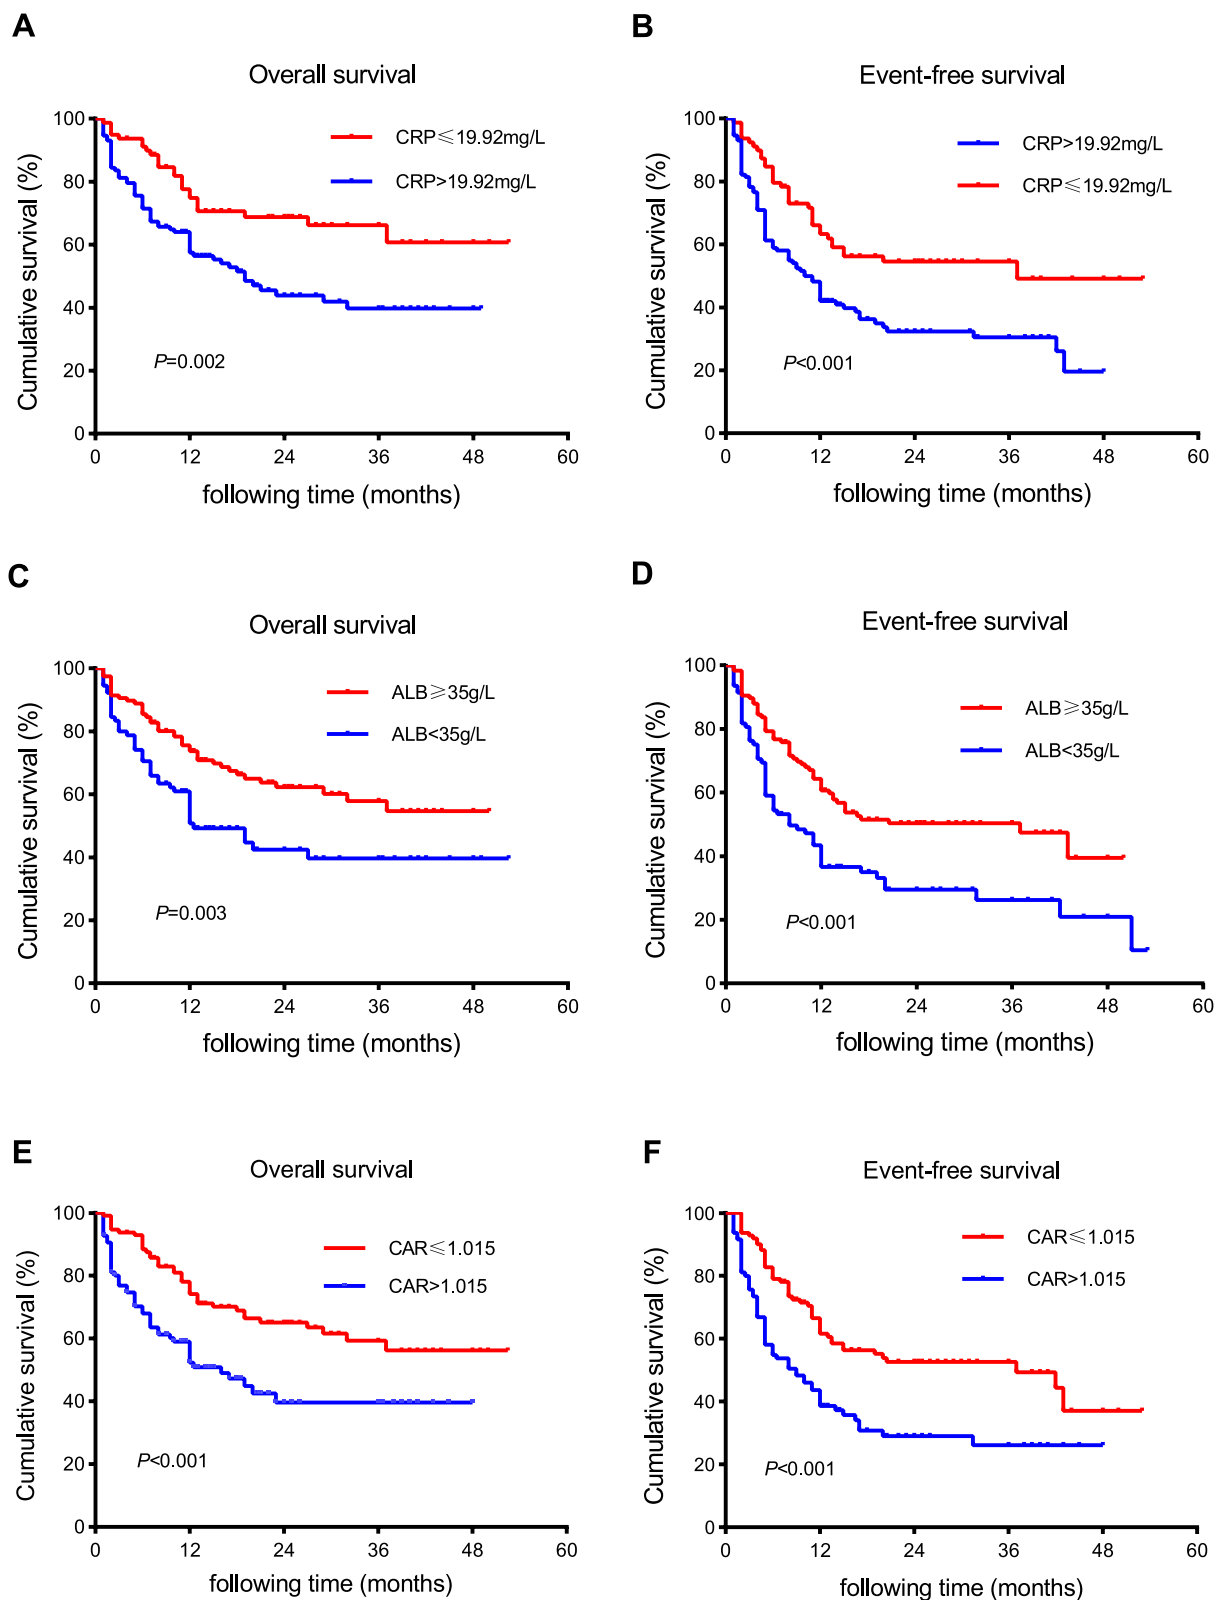 A
Overall survival
Cumulative survival (%)
100
80
60
40
20
0
CRP≤19.92mg/L
CRP>19.92mg/L
P=0.002
0 12 24 36 48 60
following time (months)
B
Event-free survival
Cumulative survival (%)
100
80
60
40
20
0
CRP>19.92mg/L
CRP≤19.92mg/L
P<0.001
0 12 24 36 48 60
following time (months)
C
Overall survival
Cumulative survival (%)
100
80
60
40
20
0
ALB≥35g/L
ALB<35g/L
P=0.003
0 12 24 36 48 60
following time (months)
D
Event-free survival
Cumulative survival (%)
100
80
60
40
20
0
ALB≥35g/L
ALB<35g/L
P<0.001
0 12 24 36 48 60
following time (months)
E
Overall survival
Cumulative survival (%)
100
80
60
40
20
0
CAR≤1.015
CAR>1.015
P<0.001
0 12 24 36 48 60
following time (months)
F
Event-free survival
Cumulative survival (%)
100
80
60
40
20
0
CAR≤1.015
CAR>1.015
P<0.001
0 12 24 36 48 60
following time (months)